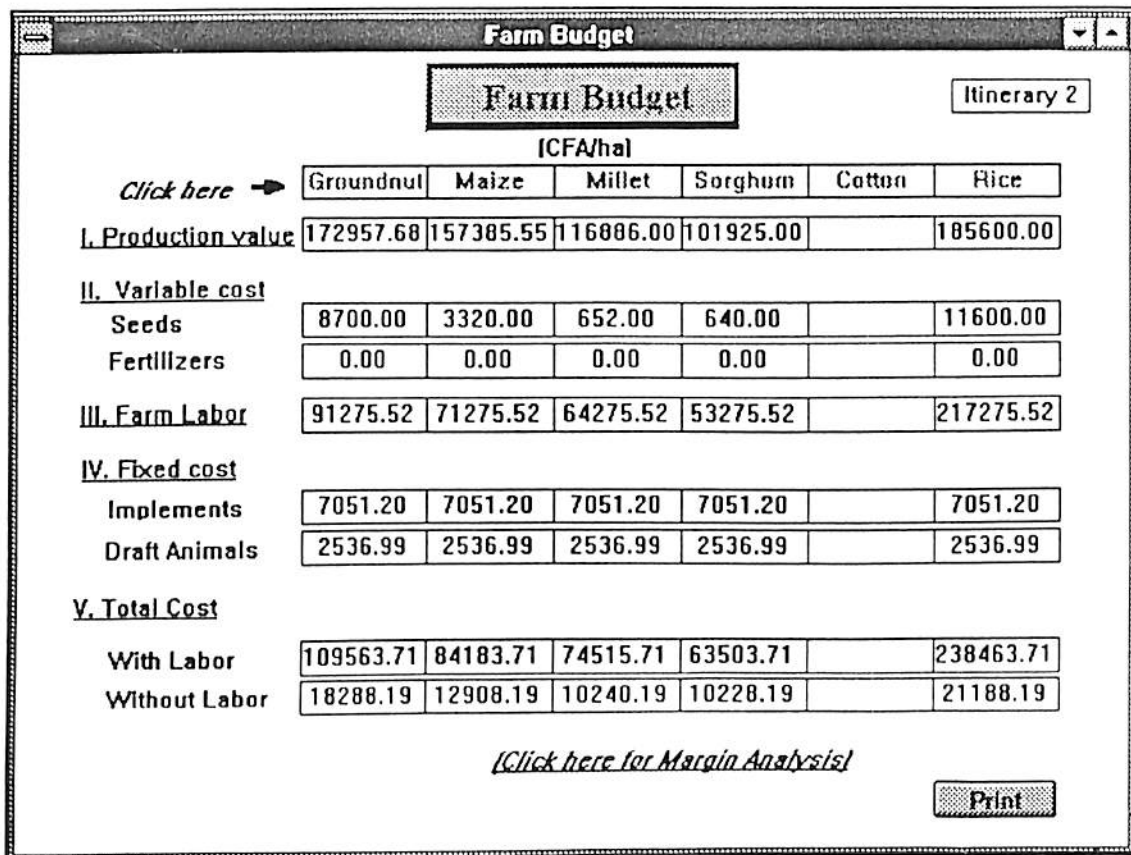 Farm Budget
Farm Budget
Itinerary 2
(CFA/ha)
Click here Groundnut Maize Millet Sorghum Cotton Rice
I. Production value 172957.68 157385.55 116886.00 101925.00 185600.00
II. Variable cost
Seeds 8700.00 3320.00 652.00 640.00 11600.00
Fertilizers 0.00 0.00 0.00 0.00 0.00
III. Farm Labor 91275.52 71275.52 64275.52 53275.52 217275.52
IV. Fixed cost
Implements 7051.20 7051.20 7051.20 7051.20 7051.20
Draft Animals 2536.99 2536.99 2536.99 2536.99 2536.99
V. Total Cost
With Labor 109563.71 84183.71 74515.71 63503.71 238463.71
Without Labor 18288.19 12908.19 10240.19 10228.19 21188.19
(Click here for Margin Analysis)
Print